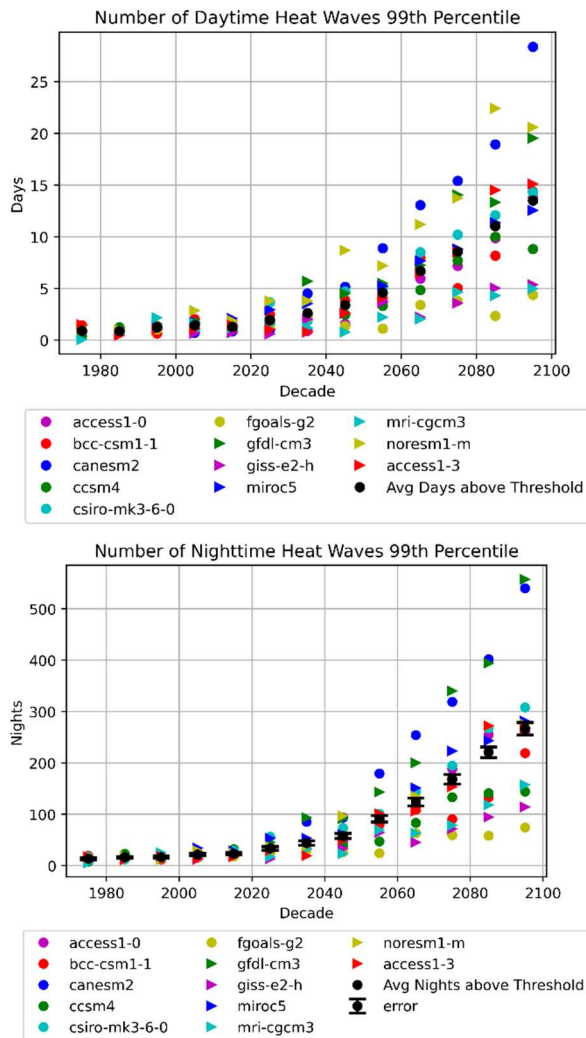 Number of Daytime Heat Waves 99th Percentile
25
20
15
10
5
0
Days
1980 2000 2020 2040 2060 2080 2100
Decade
access1-0 fgoals-g2 mri-cgcm3
bcc-csm1-1 gfdl-cm3 noresm1-m
canesm2 giss-e2-h access1-3
ccsm4 miroc5 Avg Days above Threshold
csiro-mk3-6-0
Number of Nighttime Heat Waves 99th Percentile
500
400
300
200
100
0
Nights
1980 2000 2020 2040 2060 2080 2100
Decade
access1-0 fgoals-g2 noresm1-m
bcc-csm1-1 gfdl-cm3 access1-3
canesm2 giss-e2-h Avg Nights above Threshold
ccsm4 miroc5 error
csiro-mk3-6-0 mri-cgcm3